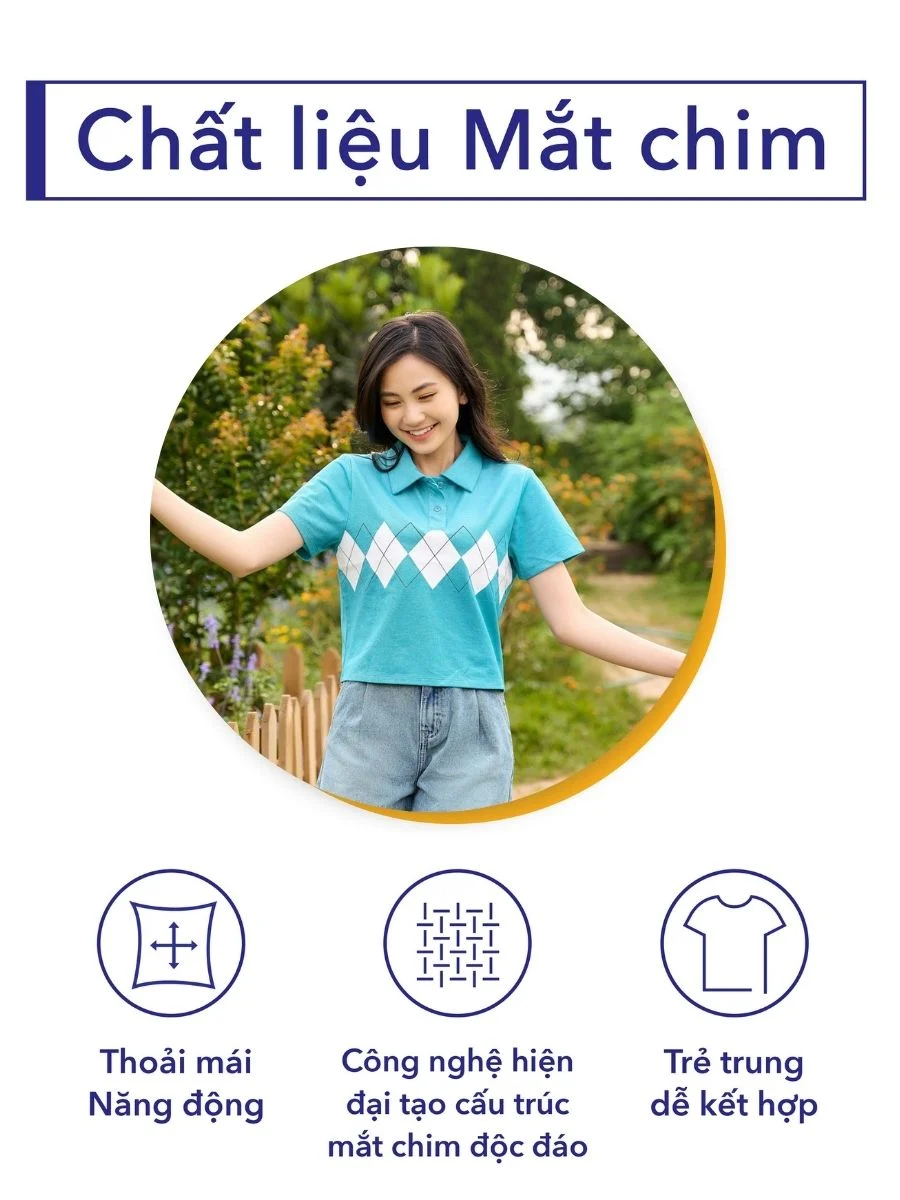 Chất liệu Mắt chim
Thoải mái
Năng động
Công nghệ hiện
đại tạo cấu trúc
mắt chim độc đáo
Trẻ trung
dễ kết hợp